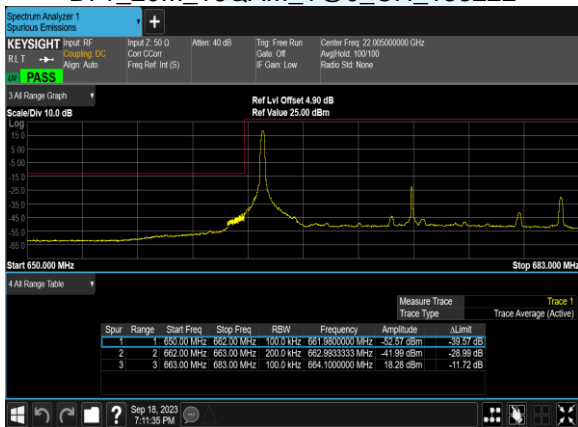 Spectrum Analyzer 1
Spurious Emissions
KEYSIGHT Input: RF Input Z: 50 Ω Atten: 40 dB Trig: Free Run Center Freq: 22.005000000 GHz
RLT Coupling: DC Corr CCorr Gate: Off Avg|Hold: 100/100
Align: Auto Freq Ref: Int (S) IF Gain: Low Radio Std: None
PASS
3 All Range Graph Ref Lvl Offset 4.90 dB
Scale/Div 10.0 dB Ref Value 25.00 dBm
Log
15.0
5.00
-5.00
-15.0
-25.0
-35.0
-45.0
-55.0
-65.0
Start 650.000 MHz Stop 683.000 MHz
4 All Range Table
Measure Trace Trace 1
Trace Type Trace Average (Active)
Spur Range Start Freq Stop Freq RBW Frequency Amplitude ΔLimit
1 1 650.00 MHz 662.00 MHz 100.0 kHz 661.9800000 MHz -52.57 dBm -39.57 dB
2 2 662.00 MHz 663.00 MHz 200.0 kHz 662.9933333 MHz -41.99 dBm -28.99 dB
3 3 663.00 MHz 683.00 MHz 100.0 kHz 664.1000000 MHz 18.28 dBm -11.72 dB
? Sep 18, 2023
7:11:35 PM